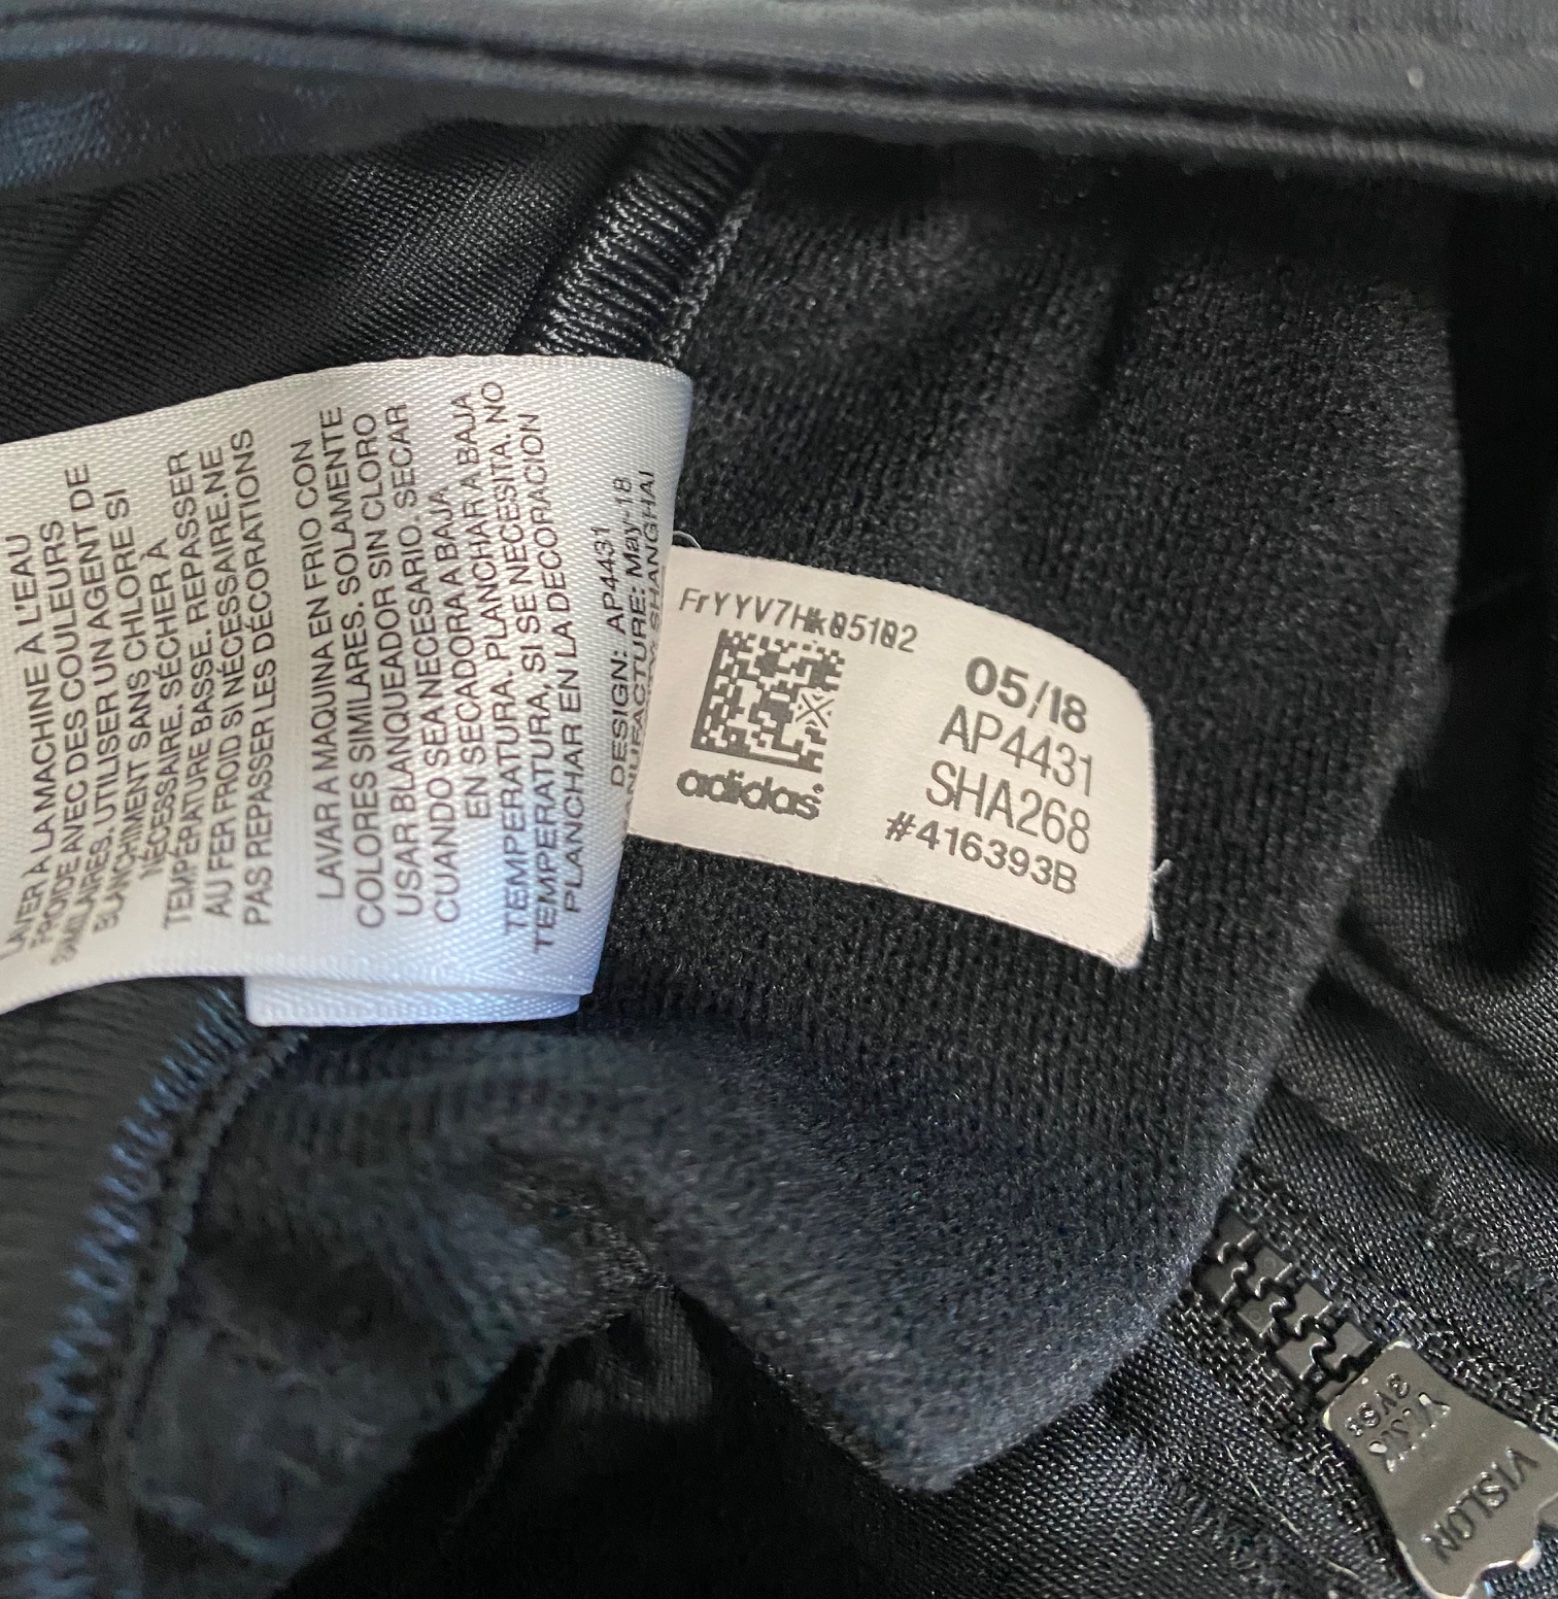 LAVER À LA MACHINE À L'EAU
FROIDE AVEC DES COULEURS
SIMILAIRES. UTILISER UN AGENT DE
BLANCHIMENT SANS CHLORE SI
NÉCESSAIRE. SÉCHER À
TEMPÉRATURE BASSE. REPASSER
AU FER FROID SI NÉCESSAIRE.NE
PAS REPASSER LES DÉCORATIONS
LAVAR A MAQUINA EN FRIO CON
COLORES SIMILARES. SOLAMENTE
USAR BLANQUEADOR SIN CLORO
CUANDO SEA NECESARIO. SECAR
EN SECADORA A BAJA
TEMPERATURA. PLANCHAR A BAJA
TEMPERATURA, SI SE NECESITA. NO
PLANCHAR EN LA DECORACION
DESIGN: AP4431
MANUFACTURE: May-18
SHANGHAI
FrYYV7Hk05102
adidas
05/18
AP4431
SHA268
#416393B
YKK
3VS8
VISLON